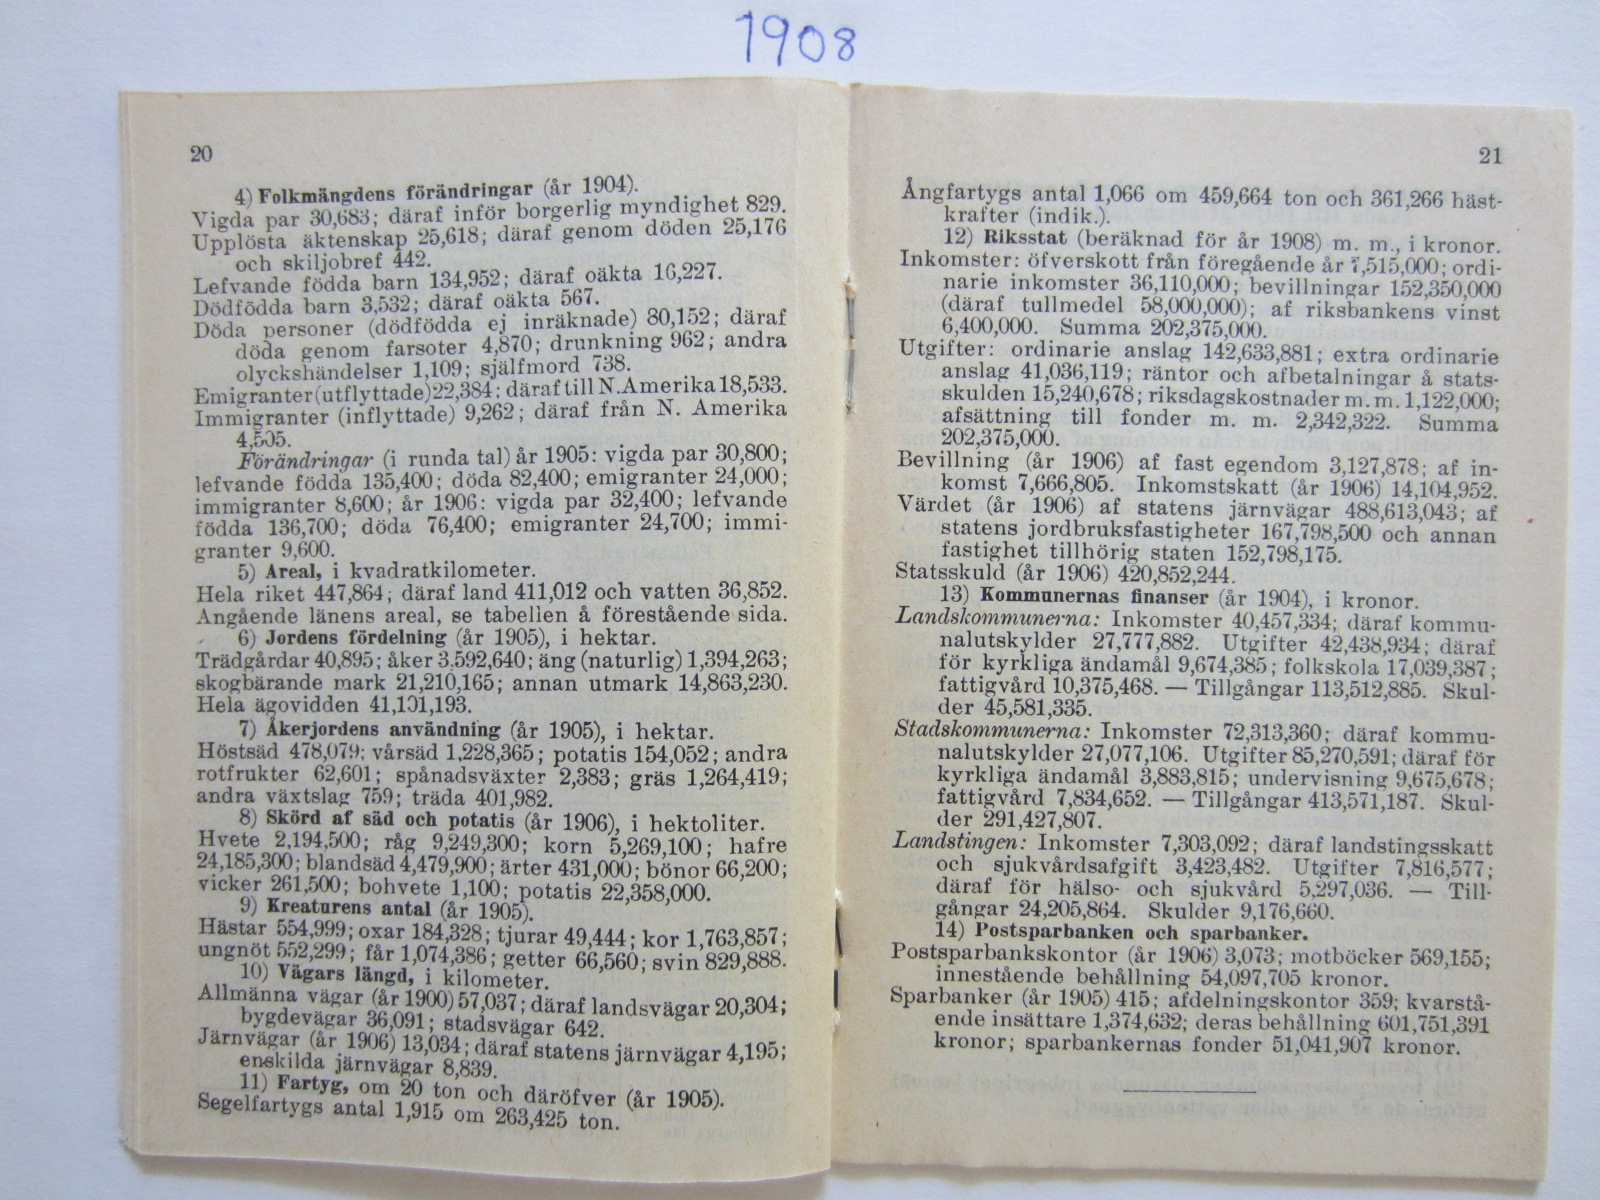 1908
20
4) Folkmängdens förändringar (år 1904).
Vigda par 30,683; däraf inför borgerlig myndighet 829.
Upplösta äktenskap 25,618; däraf genom döden 25,176
och skiljobref 442.
Lefvande födda barn 134,952; däraf oäkta 16,227.
Dödfödda barn 3,532; däraf oäkta 567.
Döda personer (dödfödda ej inräknade) 80,152; däraf
döda genom farsoter 4,870; drunkning 962; andra
olyckshändelser 1,109; själfmord 738.
Emigranter (utflyttade) 22,384; däraf till N. Amerika 18,533.
Immigranter (inflyttade) 9,262; däraf från N. Amerika
4,505.
Förändringar (i runda tal) år 1905: vigda par 30,800;
lefvande födda 135,400; döda 82,400; emigranter 24,000;
immigranter 8,600; år 1906: vigda par 32,400; lefvande
födda 136,700; döda 76,400; emigranter 24,700; immi-
granter 9,600.
5) Areal, i kvadratkilometer.
Hela riket 447,864; däraf land 411,012 och vatten 36,852.
Angående länens areal, se tabellen å förestående sida.
6) Jordens fördelning (år 1905), i hektar.
Trädgårdar 40,895; åker 3.592,640; äng (naturlig) 1,394,263;
skogbärande mark 21,210,165; annan utmark 14,863,230.
Hela ägovidden 41,101,193.
7) Åkerjordens användning (år 1905), i hektar.
Höstsäd 478,079; vårsäd 1,228,365; potatis 154,052; andra
rotfrukter 62,601; spånadsväxter 2,383; gräs 1,264,419;
andra växtslag 759; träda 401,982.
8) Skörd af säd och potatis (år 1906), i hektoliter.
Hvete 2,194,500; råg 9,249,300; korn 5,269,100; hafre
24,185,300; blandsäd 4,479,900; ärter 431,000; bönor 66,200;
vicker 261,500; bohvete 1,100; potatis 22,358,000.
9) Kreaturens antal (år 1905).
Hästar 554,999; oxar 184,328; tjurar 49,444; kor 1,763,857;
ungnöt 552,299; får 1,074,386; getter 66,560; svin 829,888.
10) Vägars längd, i kilometer.
Allmänna vägar (år 1900) 57,037; däraf landsvägar 20,304;
bygdevägar 36,091; stadsvägar 642.
Järnvägar (år 1906) 13,034; däraf statens järnvägar 4,195;
enskilda järnvägar 8,839.
11) Fartyg, om 20 ton och däröfver (år 1905).
Segelfartygs antal 1,915 om 263,425 ton.
21
Ångfartygs antal 1,066 om 459,664 ton och 361,266 häst-
krafter (indik.).
12) Riksstat (beräknad för år 1908) m. m., i kronor.
Inkomster: öfverskott från föregående år 7,515,000; ordi-
narie inkomster 36,110,000; bevillningar 152,350,000
(däraf tullmedel 58,000,000); af riksbankens vinst
6,400,000. Summa 202,375,000.
Utgifter: ordinarie anslag 142,633,881; extra ordinarie
anslag 41,036,119; räntor och afbetalningar å stats-
skulden 15,240,678; riksdagskostnader m. m. 1,122,000;
afsättning till fonder m. m. 2,342,322. Summa
202,375,000.
Bevillning (år 1906) af fast egendom 3,127,878; af in-
komst 7,666,805. Inkomstskatt (år 1906) 14,104,952.
Värdet (år 1906) af statens järnvägar 488,613,043; af
statens jordbruksfastigheter 167,798,500 och annan
fastighet tillhörig staten 152,798,175.
Statsskuld (år 1906) 420,852,244.
13) Kommunernas finanser (år 1904), i kronor.
Landskommunerna: Inkomster 40,457,334; däraf kommu-
nalutskylder 27,777,882. Utgifter 42,438,934; däraf
för kyrkliga ändamål 9,674,385; folkskola 17,039,387;
fattigvård 10,375,468. — Tillgångar 113,512,885. Skul-
der 45,581,335.
Stadskommunerna: Inkomster 72,313,360; däraf kommu-
nalutskylder 27,077,106. Utgifter 85,270,591; däraf för
kyrkliga ändamål 3,883,815; undervisning 9,675,678;
fattigvård 7,834,652. — Tillgångar 413,571,187. Skul-
der 291,427,807.
Landstingen: Inkomster 7,303,092; däraf landstingsskatt
och sjukvårdsafgift 3,423,482. Utgifter 7,816,577;
däraf för hälso- och sjukvård 5,297,036. — Till-
gångar 24,205,864. Skulder 9,176,660.
14) Postsparbanken och sparbanker.
Postsparbankskontor (år 1906) 3,073; motböcker 569,155;
innestående behållning 54,097,705 kronor.
Sparbanker (år 1905) 415; afdelningskontor 359; kvarstå-
ende insättare 1,374,632; deras behållning 601,751,391
kronor; sparbankernas fonder 51,041,907 kronor.